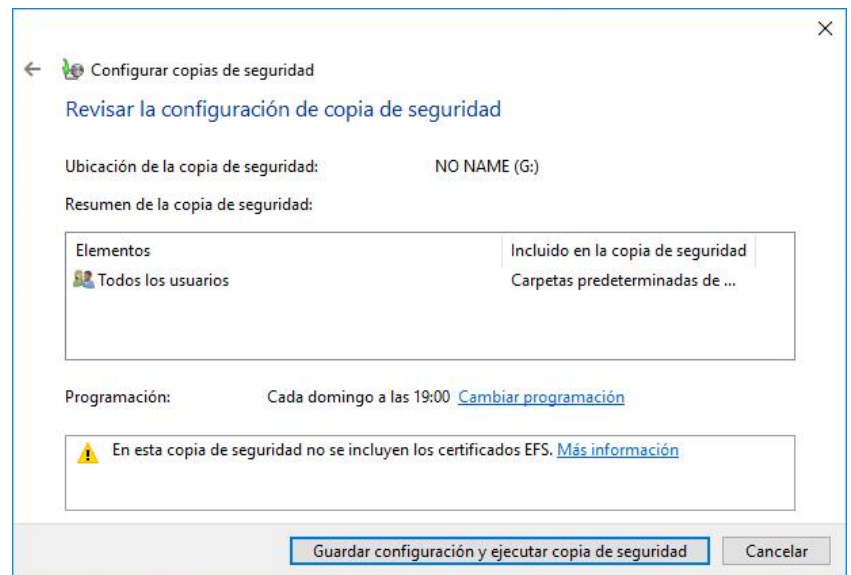 Configurar copias de seguridad
Revisar la configuración de copia de seguridad
Ubicación de la copia de seguridad: NO NAME (G:)
Resumen de la copia de seguridad:
Elementos Incluido en la copia de seguridad
Todos los usuarios Carpetas predeterminadas de ...
Programación: Cada domingo a las 19:00 Cambiar programación
En esta copia de seguridad no se incluyen los certificados EFS. Más información
Guardar configuración y ejecutar copia de seguridad Cancelar